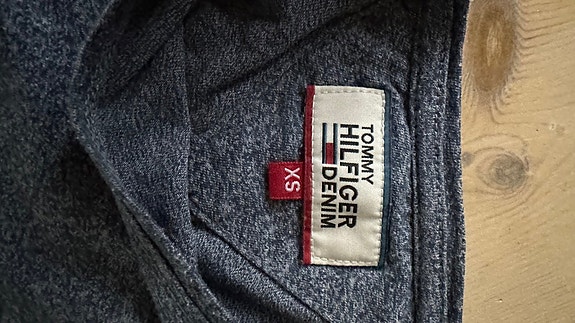 TOMMY
HILFIGER
DENIM
XS